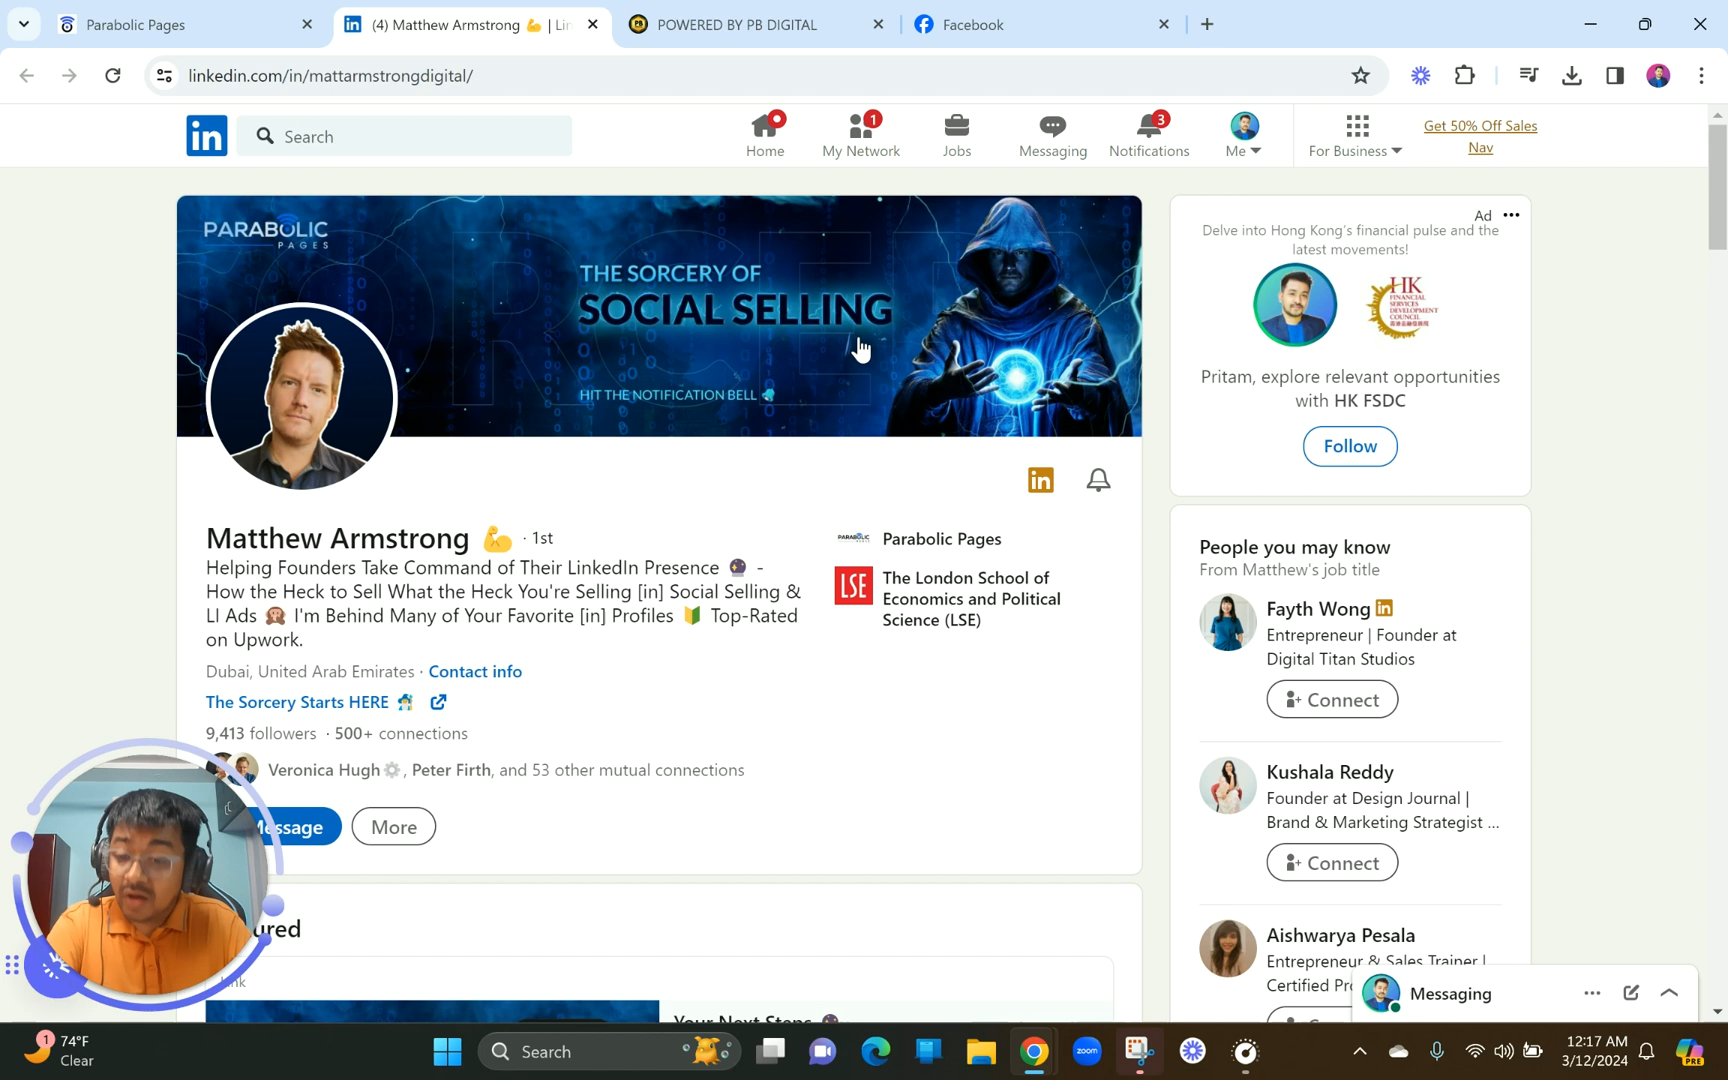 Parabolic Pages
(4) Matthew Armstrong 💪 | Lin
POWERED BY PB DIGITAL
Facebook
linkedin.com/in/mattarmstrongdigital/
Search
Home
1
My Network
Jobs
Messaging
3
Notifications
Me
For Business
Get 50% Off Sales
Nav
PARABOLIC
PAGES
THE SORCERY OF
SOCIAL SELLING
HIT THE NOTIFICATION BELL
Matthew Armstrong 💪 · 1st
Helping Founders Take Command of Their LinkedIn Presence 🔮 -
How the Heck to Sell What the Heck You're Selling [in] Social Selling &
LI Ads 🙊 I'm Behind Many of Your Favorite [in] Profiles 🔰 Top-Rated
on Upwork.
Dubai, United Arab Emirates · Contact info
The Sorcery Starts HERE
9,413 followers · 500+ connections
Veronica Hugh, Peter Firth, and 53 other mutual connections
Message
More
Parabolic Pages
LSE
The London School of
Economics and Political
Science (LSE)
ured
Your Next Steps 🔮
Ad
Delve into Hong Kong's financial pulse and the
latest movements!
HK
FINANCIAL
SERVICES
DEVELOPMENT
COUNCIL
Pritam, explore relevant opportunities
with HK FSDC
Follow
People you may know
From Matthew's job title
Fayth Wong
Entrepreneur | Founder at
Digital Titan Studios
Connect
Kushala Reddy
Founder at Design Journal |
Brand & Marketing Strategist ...
Connect
Aishwarya Pesala
Entrepreneur & Sales Trainer |
Certified Pr
Messaging
1
74°F
Clear
Search
zoom
12:17 AM
3/12/2024
PRE